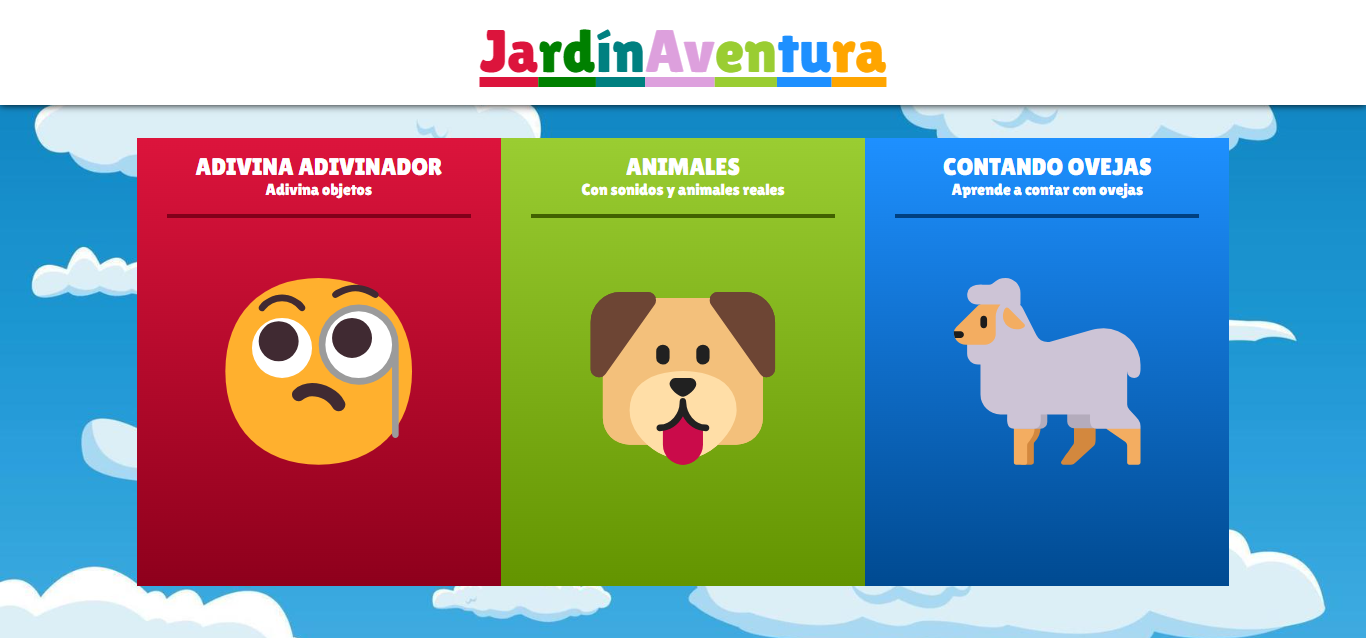 JardínAventura
ADIVINA ADIVINADOR
Adivina objetos
ANIMALES
Con sonidos y animales reales
CONTANDO OVEJAS
Aprende a contar con ovejas